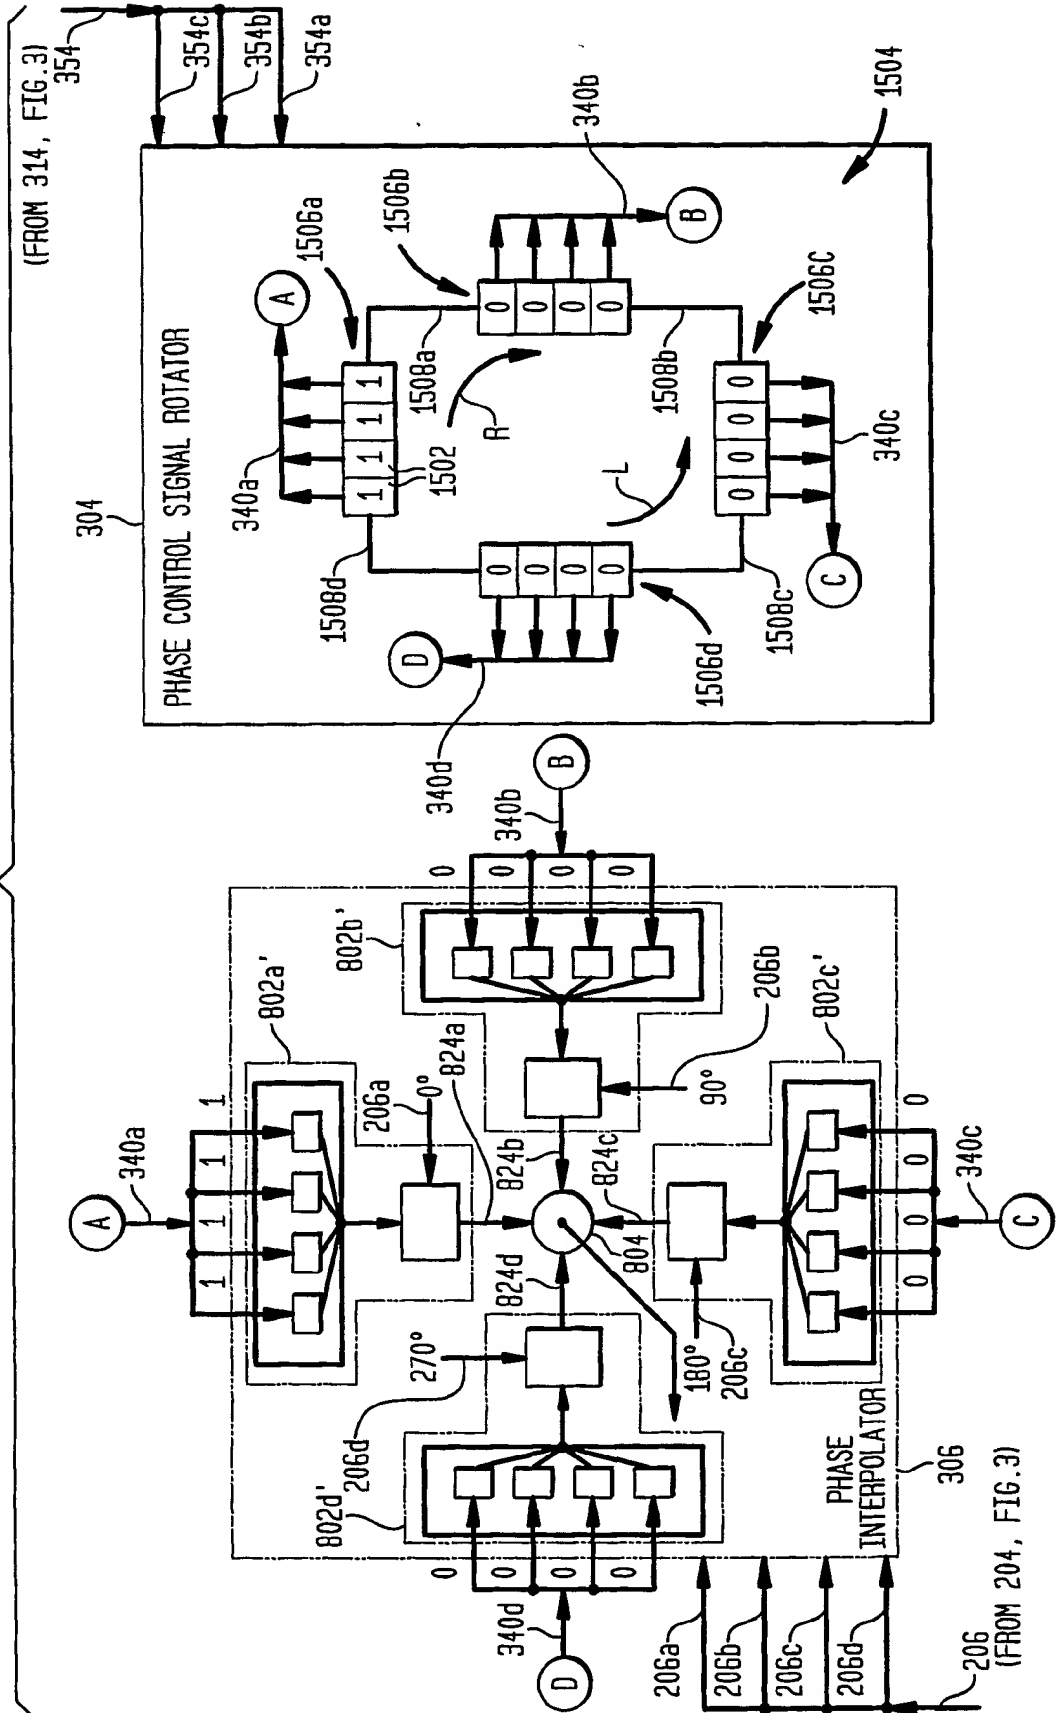 (FROM 314, FIG.3)
354
354c
354b
354a
304
PHASE CONTROL SIGNAL ROTATOR
1504
340a
A
1506a
1506b
340b
B
1 1 1 1
1502
1508a
R
0
0
0
0
1508d
D
340d
0
0
0
0
L
1508b
1506C
0 0 0 0
1506d
1508c
C
340c
A
340a
1 1 1 1
802a'
206a
0°
824a
802b'
0
0
0
0
340b
B
802d'
206d
270°
824d
824b
804
824c
90°
206b
0
0
0
0
340d
D
180°
206c
802c'
0 0 0 0
340c
C
PHASE
INTERPOLATOR
306
206a
206b
206c
206d
206
(FROM 204, FIG.3)